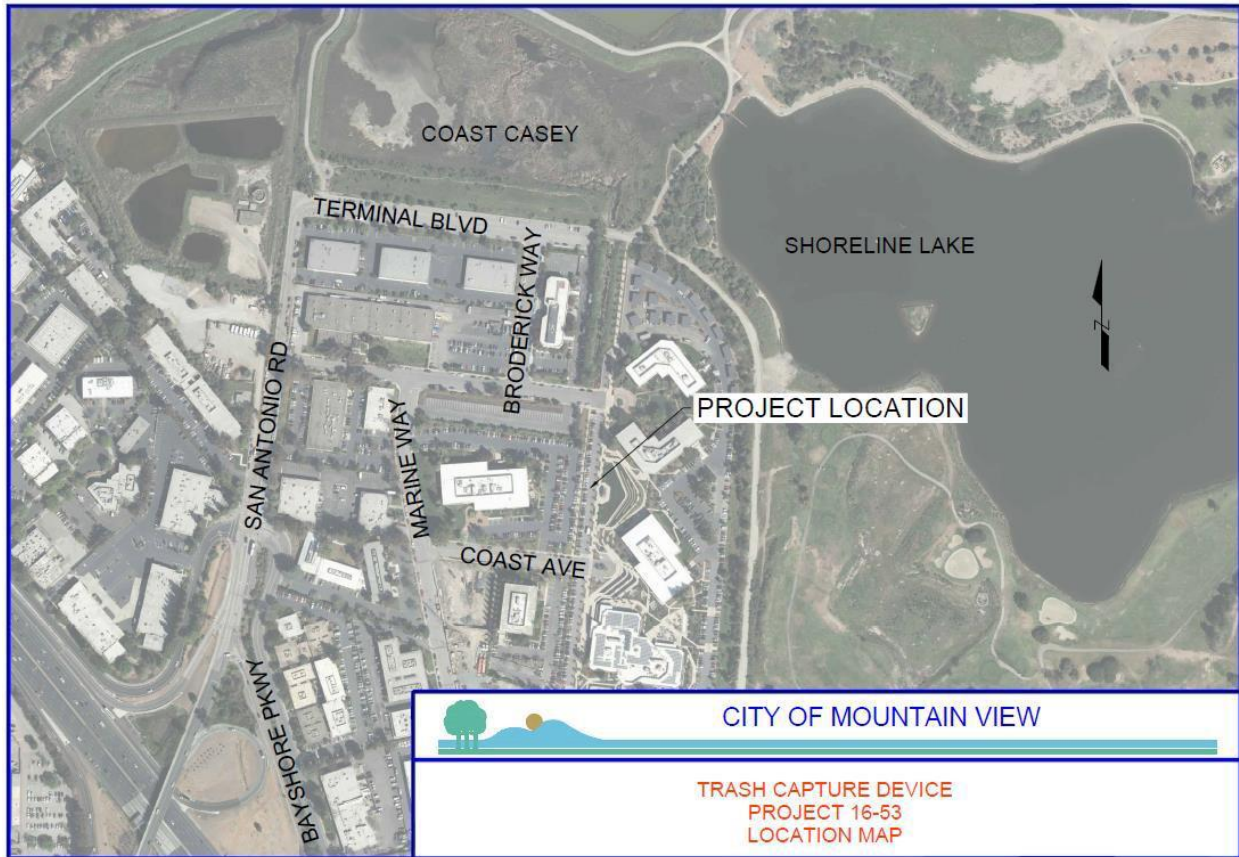 COAST CASEY
TERMINAL BLVD
SHORELINE LAKE
BRODERICK WAY
SAN ANTONIO RD
PROJECT LOCATION
MARINE WAY
COAST AVE
BAYSHORE PKWY
N
CITY OF MOUNTAIN VIEW
TRASH CAPTURE DEVICE
PROJECT 16-53
LOCATION MAP